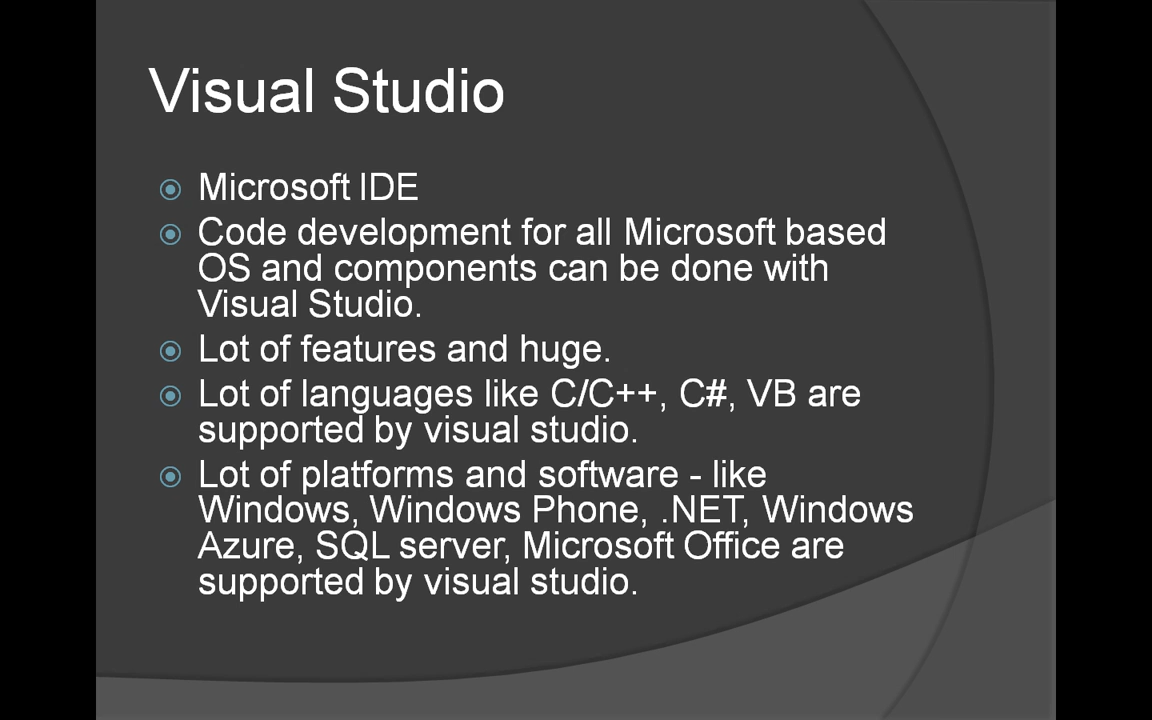 Visual Studio
Microsoft IDE
Code development for all Microsoft based
OS and components can be done with
Visual Studio.
Lot of features and huge.
Lot of languages like C/C++, C#, VB are
supported by visual studio.
Lot of platforms and software - like
Windows, Windows Phone, .NET, Windows
Azure, SQL server, Microsoft Office are
supported by visual studio.